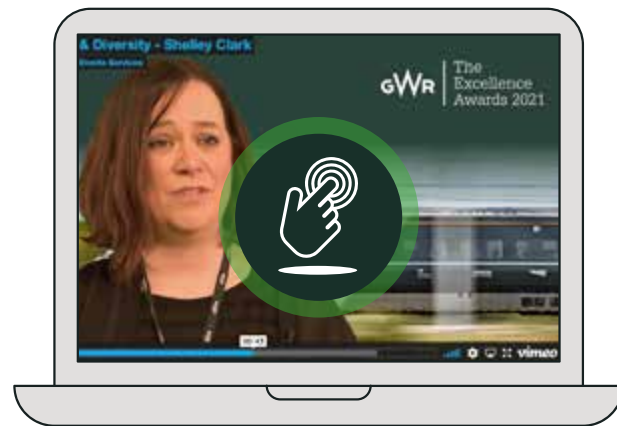 & Diversity - Shelley Clark
Events Services
GWR
The
Excellence
Awards 2021
00:43
vimeo